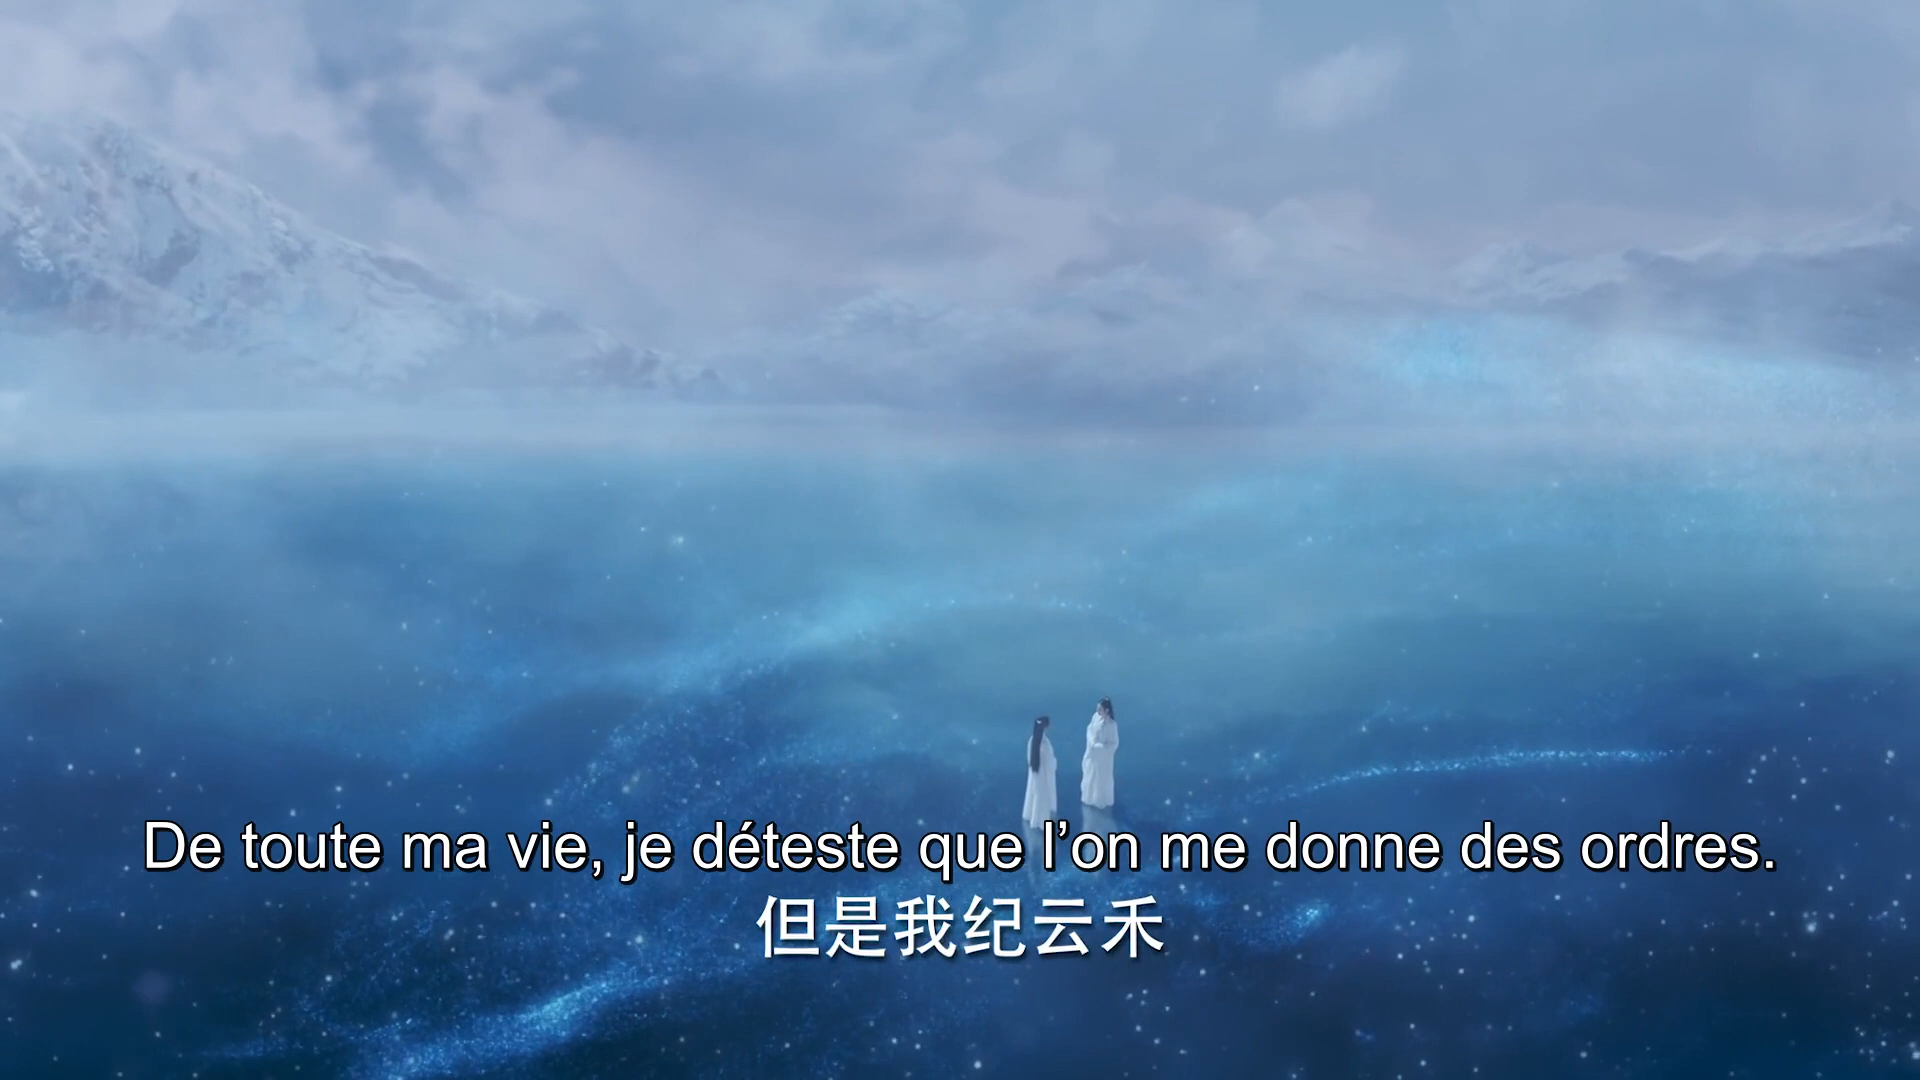 De toute ma vie, je déteste que l’on me donne des ordres.
但是我纪云禾